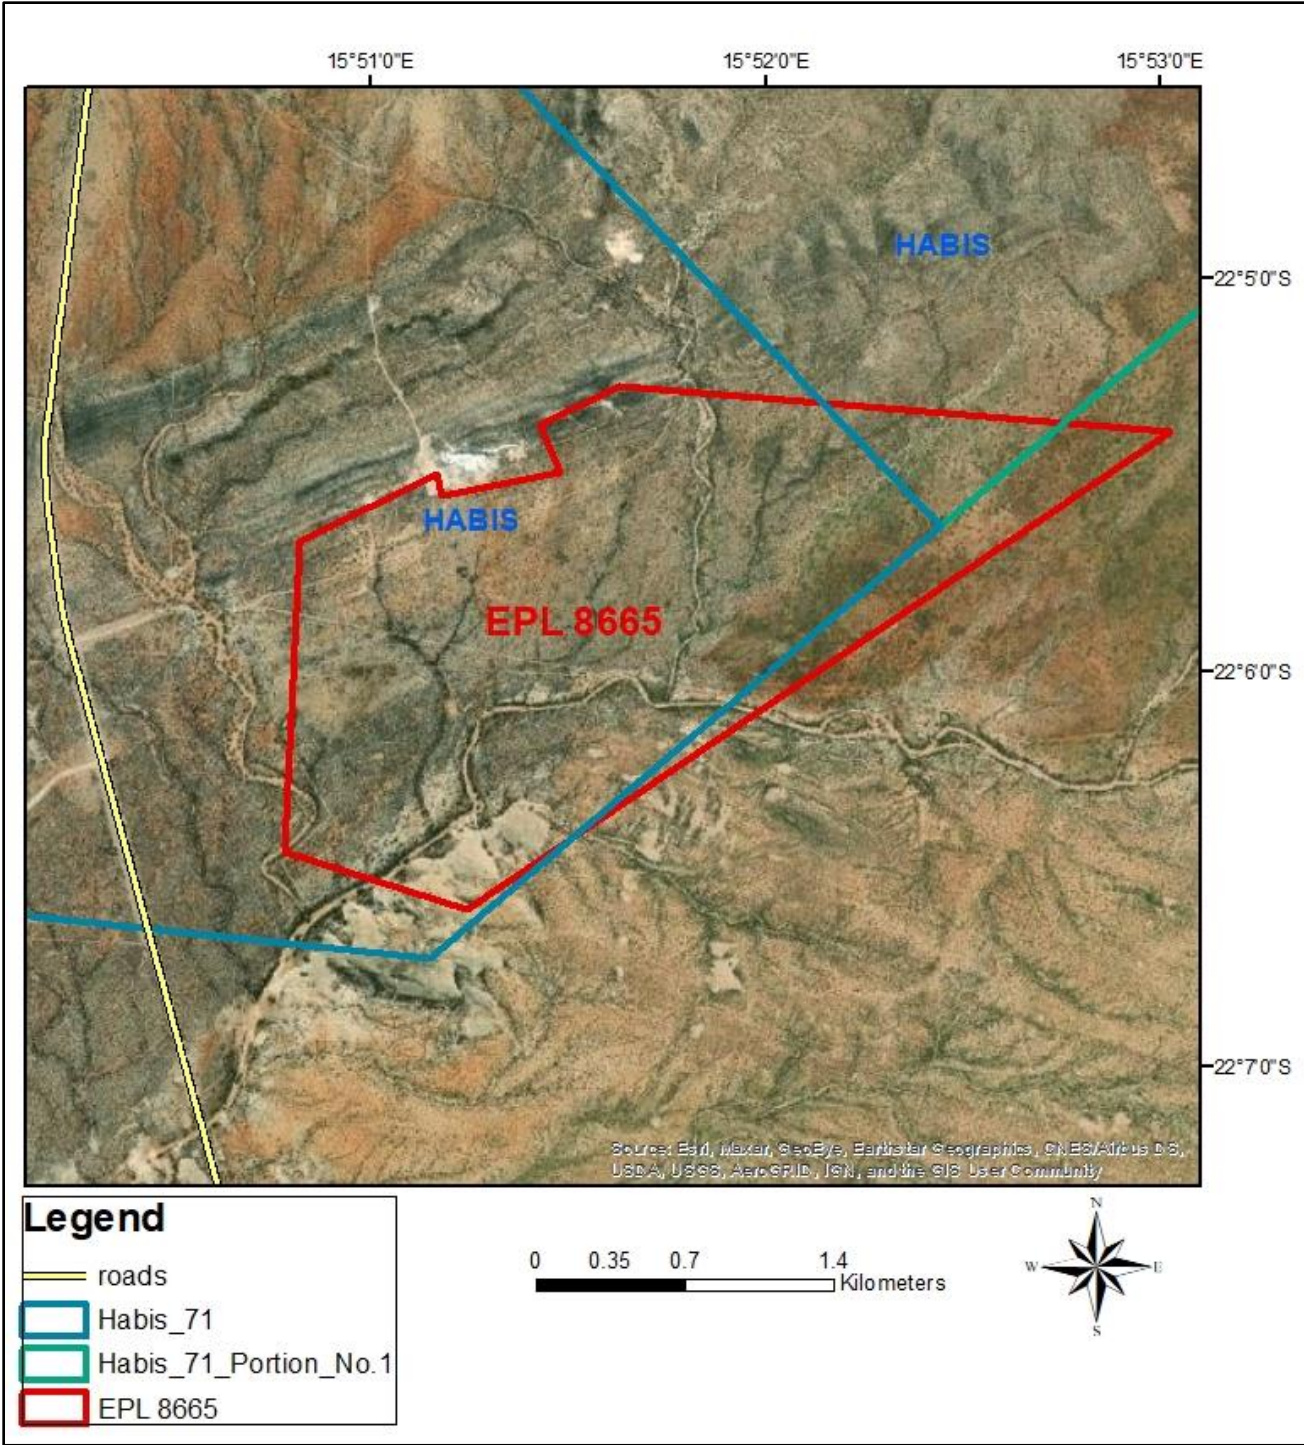 15°51'0"E 15°52'0"E 15°53'0"E
HABIS
22°5'0"S
HABIS
EPL 8665
22°6'0"S
22°7'0"S
Source: Esri, Maxar, GeoEye, Earthstar Geographics, CNES/Airbus DS,
USDA, USGS, AeroGRID, IGN, and the GIS User Community
Legend
roads
Habis_71
Habis_71_Portion_No.1
EPL 8665
0 0.35 0.7 1.4
Kilometers
N
W E
S